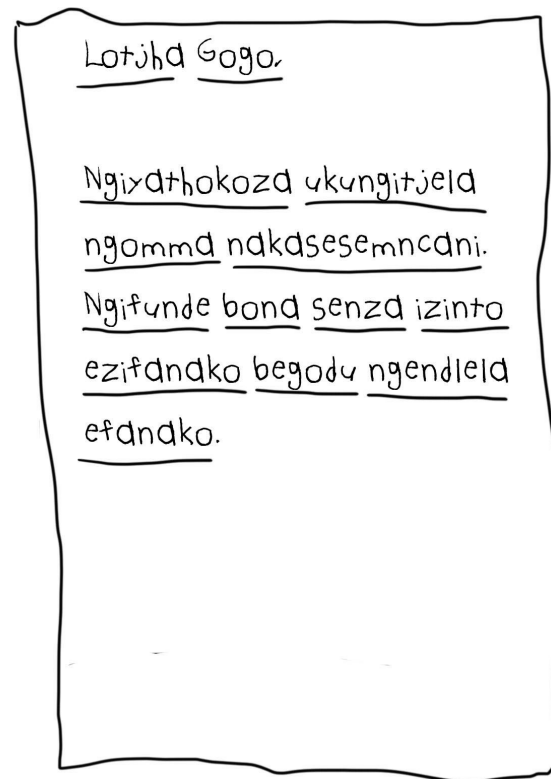 Lotjha Gogo.
Ngiyathokoza ukungitjela
ngomma nakasesemncani.
Ngifunde bona senza izinto
ezifanako begodu ngendlela
efanako.